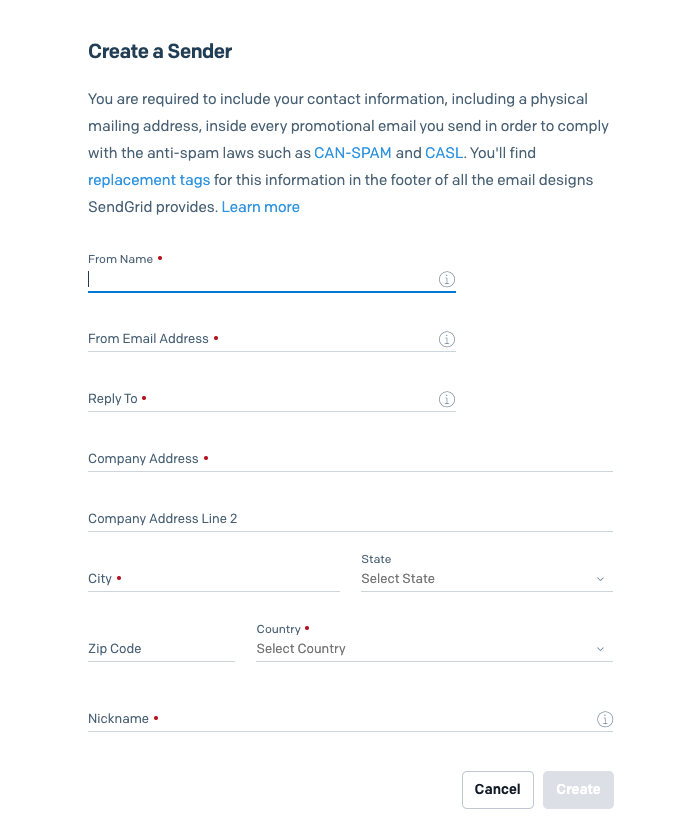 Create a Sender
You are required to include your contact information, including a physical
mailing address, inside every promotional email you send in order to comply
with the anti-spam laws such as CAN-SPAM and CASL. You'll find
replacement tags for this information in the footer of all the email designs
SendGrid provides. Learn more
From Name •
From Email Address •
Reply To •
Company Address •
Company Address Line 2
State
City •
Select State
Country •
Zip Code
Select Country
Nickname •
Cancel
Create